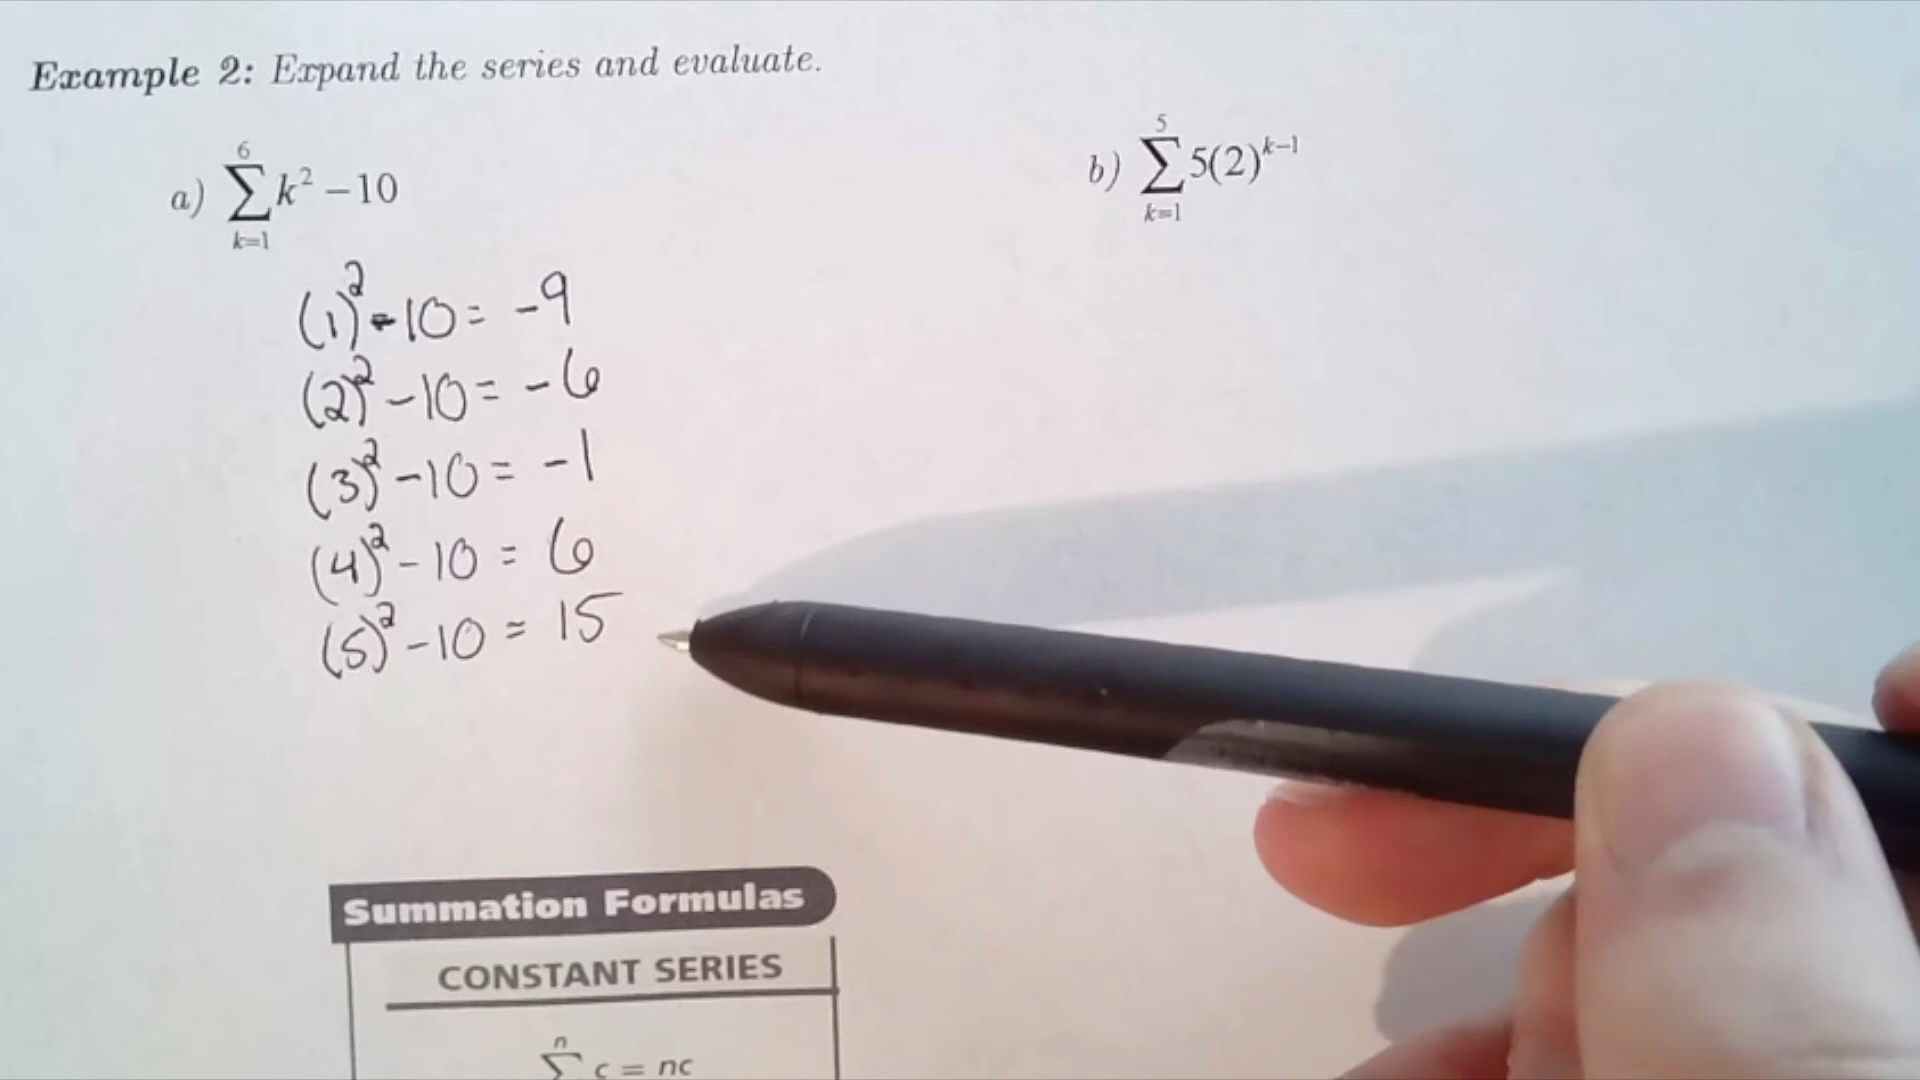 Example 2: Expand the series and evaluate.
a) ∑_{k=1}^{6} k² − 10
b) ∑_{k=1}^{5} 5(2)^{k−1}
(1)² - 10 = -9
(2)² - 10 = -6
(3)² - 10 = -1
(4)² - 10 = 6
(5)² - 10 = 15
Summation Formulas
CONSTANT SERIES
∑^{n} c = nc